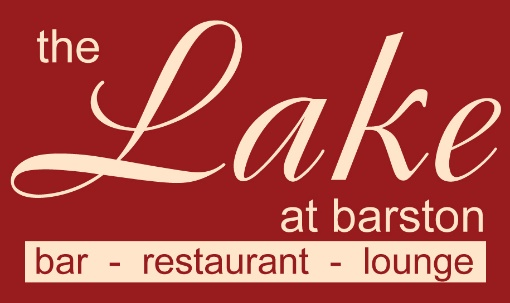 the
Lake
at barston
bar - restaurant - lounge